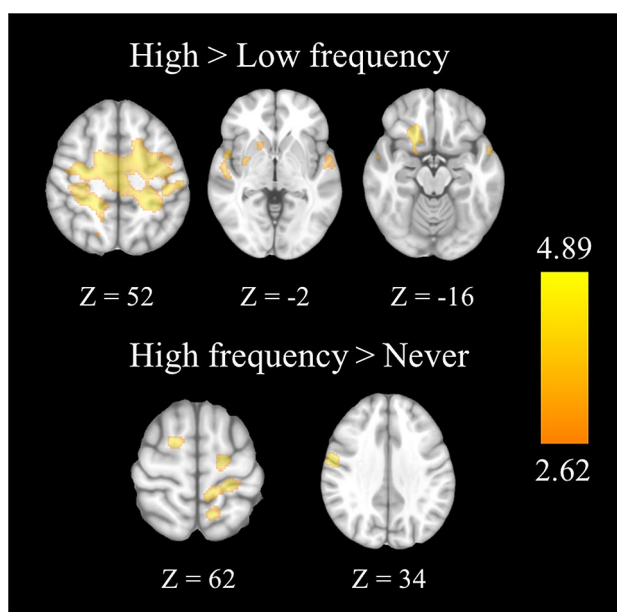 High > Low frequency
Z = 52
Z = -2
Z = -16
4.89
2.62
High frequency > Never
Z = 62
Z = 34